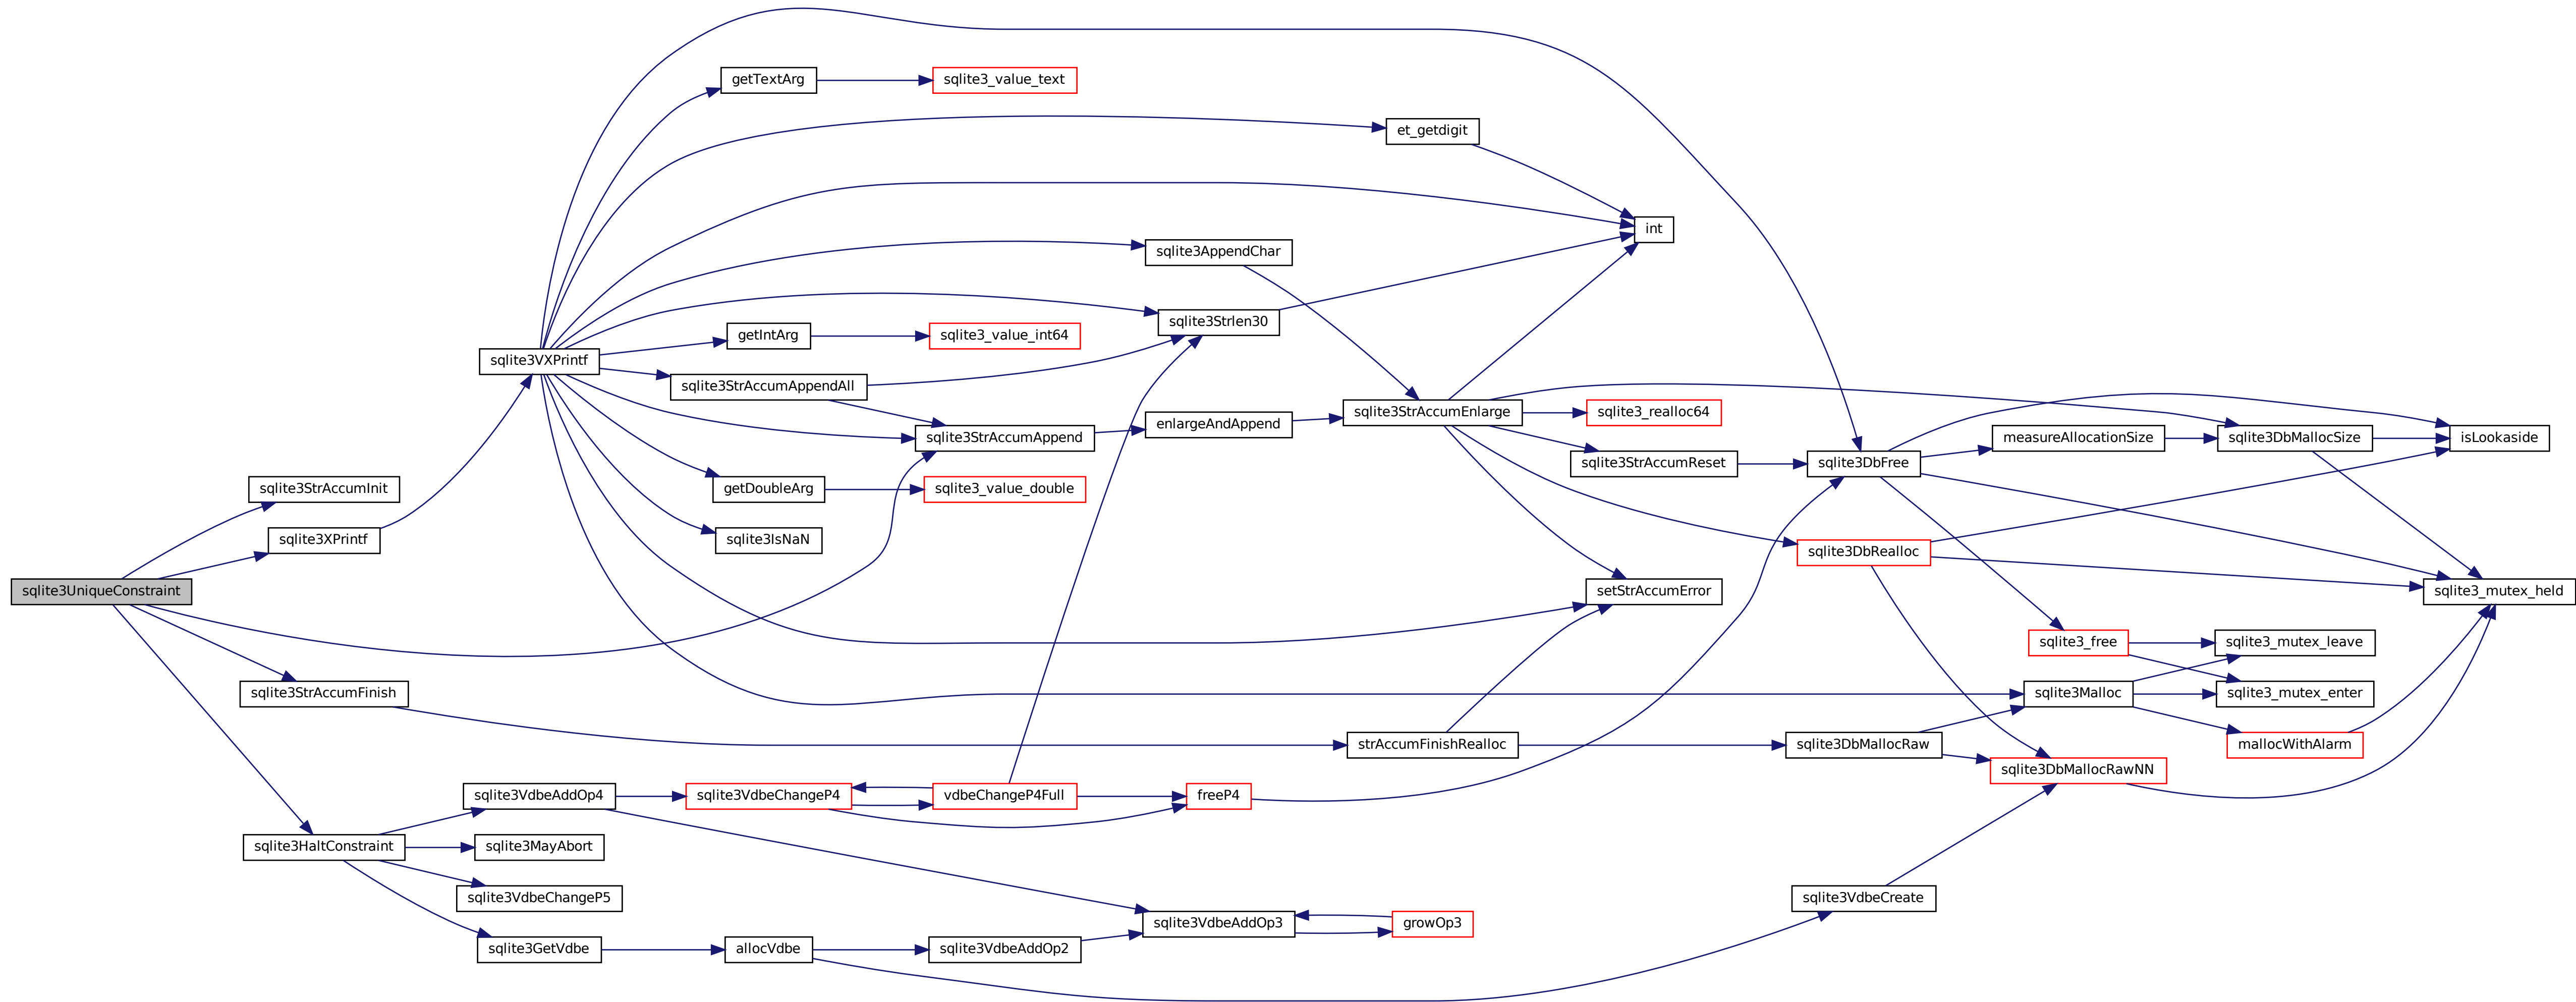 getTextArg
sqlite3_value_text
et_getdigit
int
sqlite3AppendChar
sqlite3Strlen30
getIntArg
sqlite3_value_int64
sqlite3VXPrintf
sqlite3StrAccumAppendAll
sqlite3StrAccumEnlarge
sqlite3_realloc64
enlargeAndAppend
sqlite3StrAccumAppend
measureAllocationSize
sqlite3DbMallocSize
isLookaside
sqlite3StrAccumReset
sqlite3DbFree
sqlite3StrAccumInit
getDoubleArg
sqlite3_value_double
sqlite3XPrintf
sqlite3IsNaN
sqlite3DbRealloc
sqlite3UniqueConstraint
setStrAccumError
sqlite3_mutex_held
sqlite3_free
sqlite3_mutex_leave
sqlite3StrAccumFinish
sqlite3Malloc
sqlite3_mutex_enter
strAccumFinishRealloc
sqlite3DbMallocRaw
mallocWithAlarm
sqlite3DbMallocRawNN
sqlite3VdbeAddOp4
sqlite3VdbeChangeP4
vdbeChangeP4Full
freeP4
sqlite3HaltConstraint
sqlite3MayAbort
sqlite3VdbeChangeP5
sqlite3VdbeCreate
sqlite3VdbeAddOp3
growOp3
sqlite3GetVdbe
allocVdbe
sqlite3VdbeAddOp2